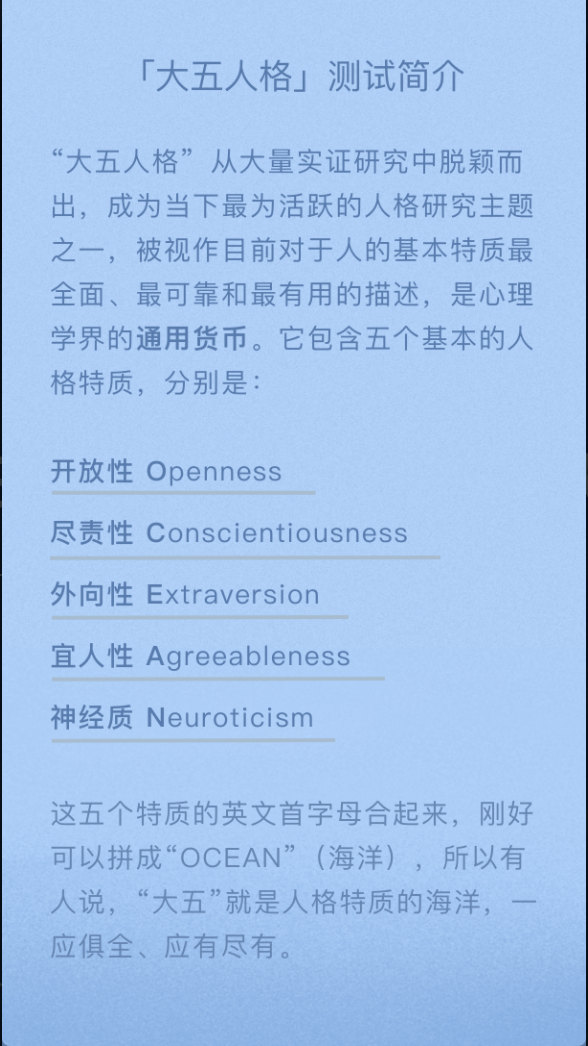 「大五人格」测试简介
“大五人格”从大量实证研究中脱颖而
出，成为当下最为活跃的人格研究主题
之一，被视作目前对于人的基本特质最
全面、最可靠和最有用的描述，是心理
学界的通用货币。它包含五个基本的人
格特质，分别是：
开放性 Openness
尽责性 Conscientiousness
外向性 Extraversion
宜人性 Agreeableness
神经质 Neuroticism
这五个特质的英文首字母合起来，刚好
可以拼成“OCEAN”（海洋），所以有
人说，“大五”就是人格特质的海洋，一
应俱全、应有尽有。